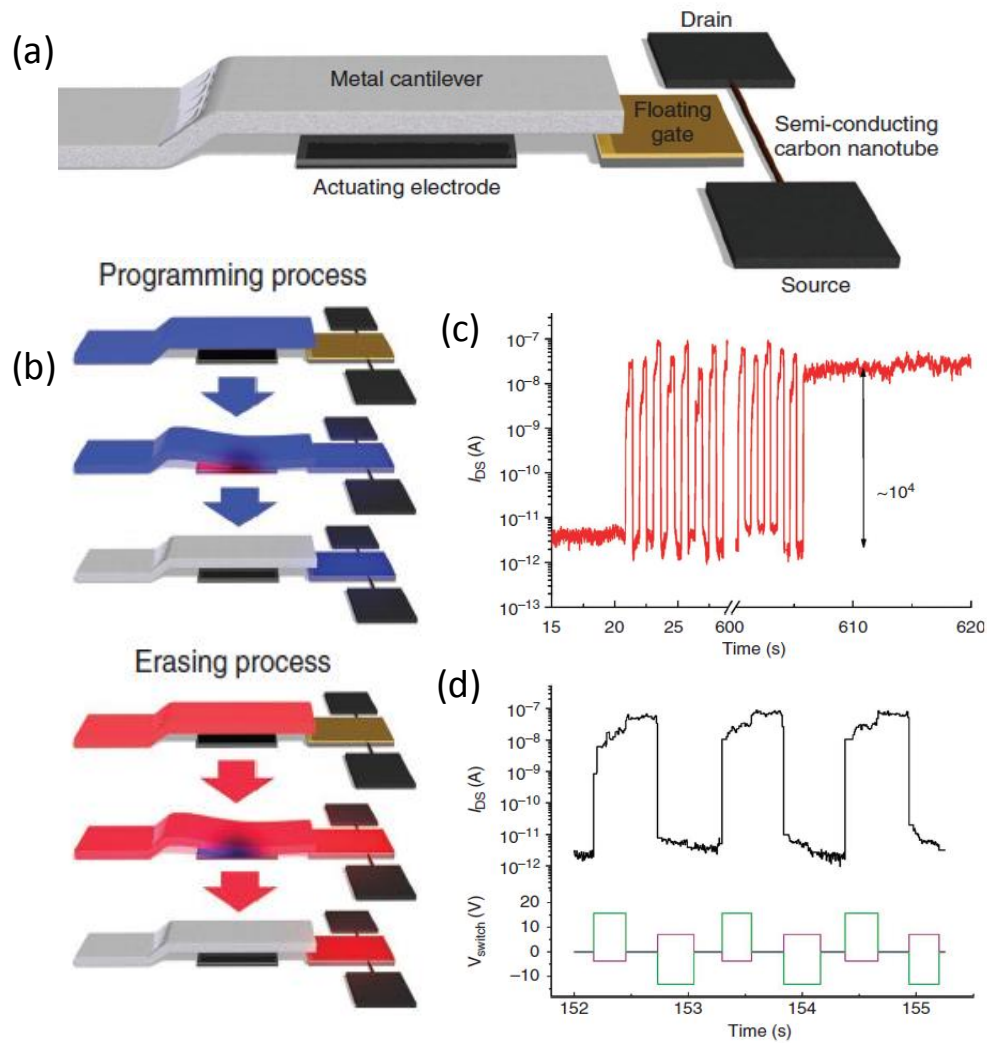 (a)
Drain
Metal cantilever
Floating
gate
Semi-conducting
carbon nanotube
Actuating electrode
Source
Programming process
(b)
Erasing process
(c)
10⁻⁷
10⁻⁸
10⁻⁹
10⁻¹⁰
10⁻¹¹
10⁻¹²
10⁻¹³
I_DS (A)
~10⁴
15 20 25 600 610 620
Time (s)
(d)
10⁻⁷
10⁻⁸
10⁻⁹
10⁻¹⁰
10⁻¹¹
10⁻¹²
I_DS (A)
20
10
0
−10
V_switch (V)
152 153 154 155
Time (s)